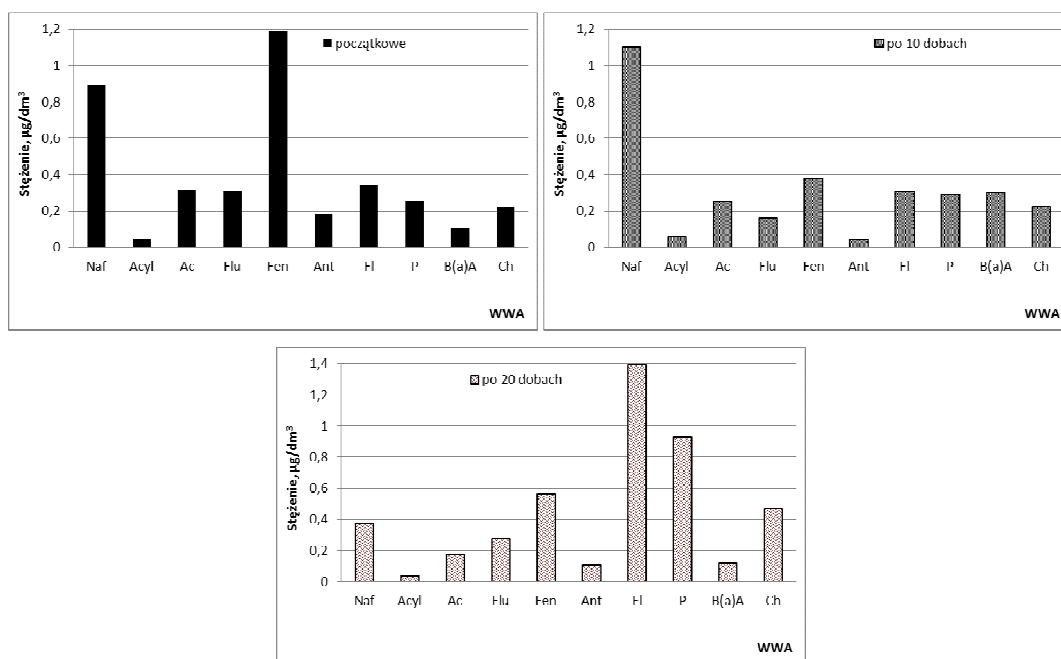 początkowe
Stężenie, µg/dm³
1,2
1
0,8
0,6
0,4
0,2
0
Naf Acyl Ac Flu Fen Ant Fl P B(a)A Ch
WWA
po 10 dobach
Stężenie, µg/dm³
1,2
1
0,8
0,6
0,4
0,2
0
Naf Acyl Ac Flu Fen Ant Fl P B(a)A Ch
WWA
po 20 dobach
Stężenie, µg/dm³
1,4
1,2
1
0,8
0,6
0,4
0,2
0
Naf Acyl Ac Flu Fen Ant Fl P B(a)A Ch
WWA